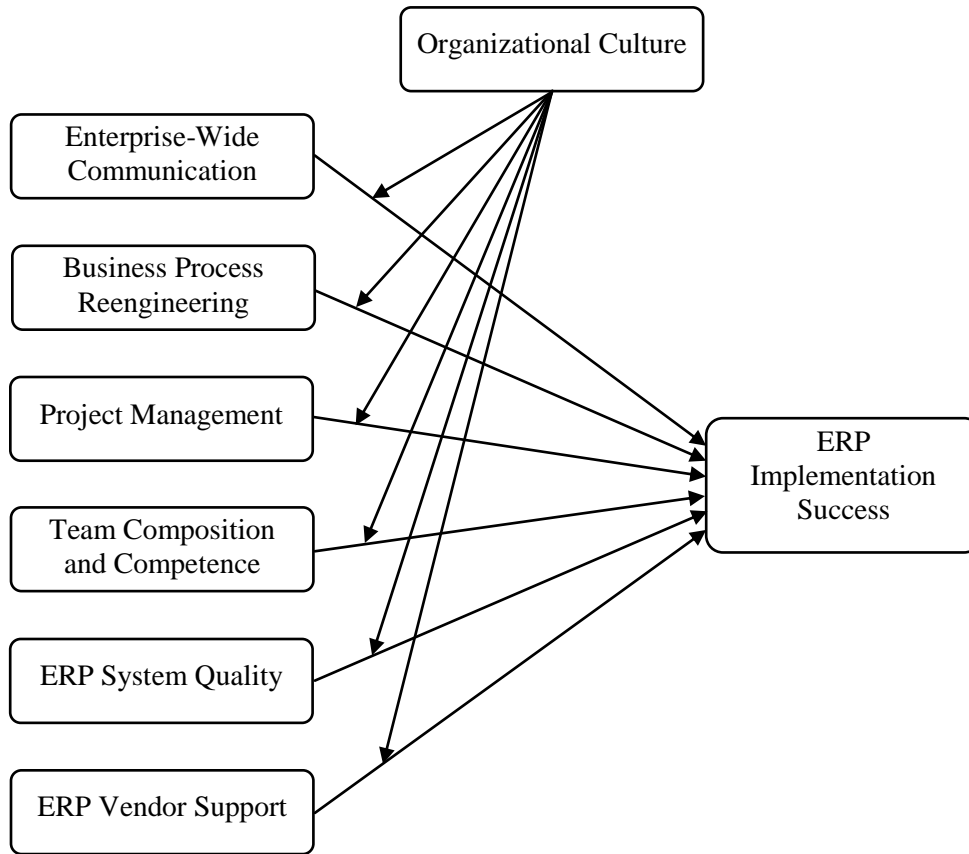 Organizational Culture
Enterprise-Wide
Communication
Business Process
Reengineering
Project Management
Team Composition
and Competence
ERP System Quality
ERP Vendor Support
ERP
Implementation
Success